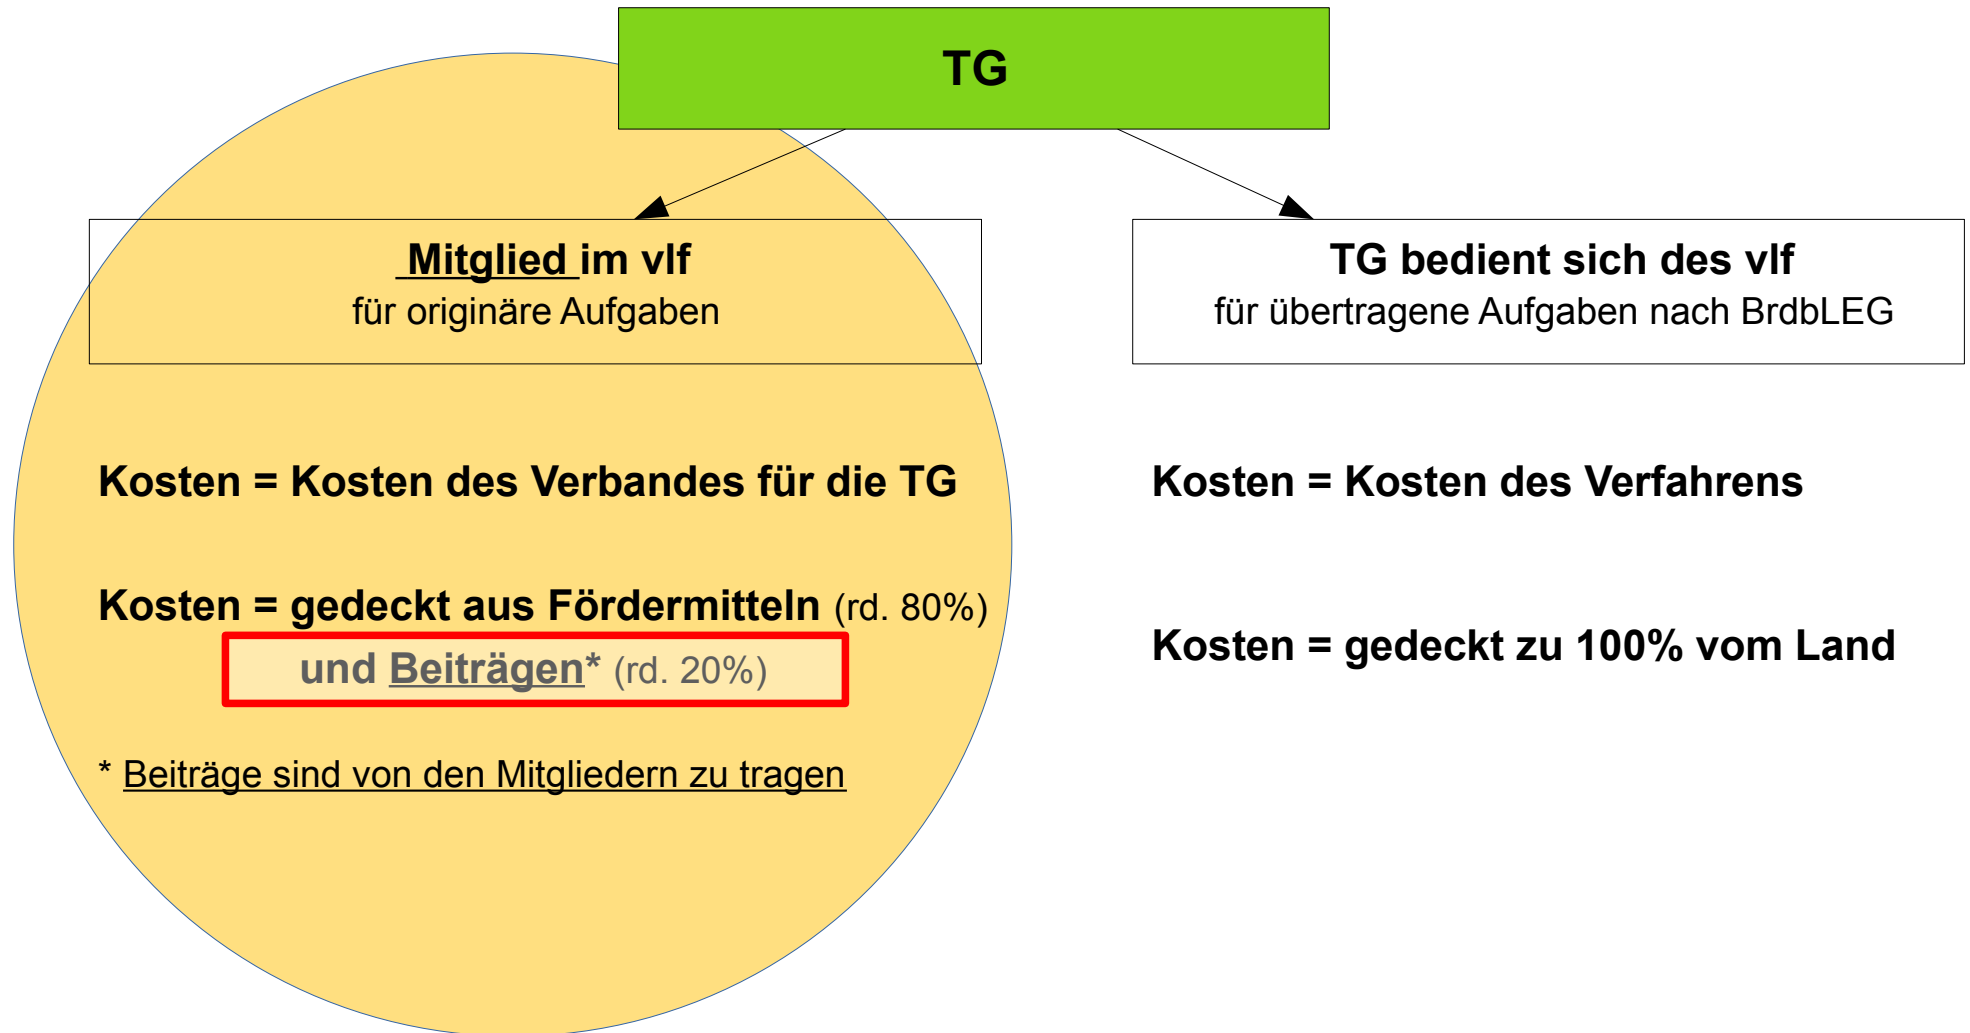 TG
Mitglied im vlf
für originäre Aufgaben
TG bedient sich des vlf
für übertragene Aufgaben nach BrdbLEG
Kosten = Kosten des Verbandes für die TG
Kosten = gedeckt aus Fördermitteln (rd. 80%)
und Beiträgen* (rd. 20%)
* Beiträge sind von den Mitgliedern zu tragen
Kosten = Kosten des Verfahrens
Kosten = gedeckt zu 100% vom Land